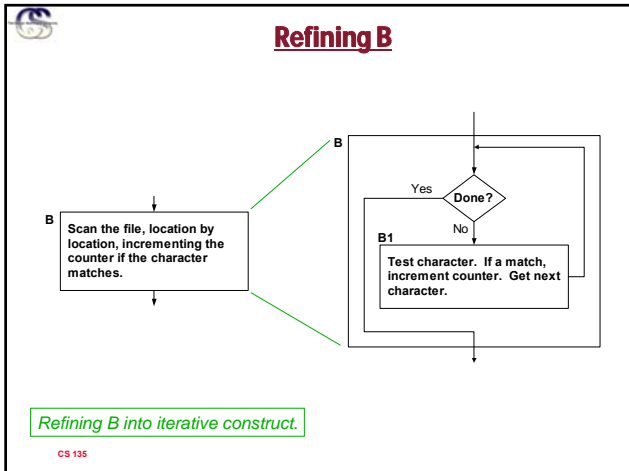 Refining B
B
Scan the file, location by
location, incrementing the
counter if the character
matches.
B
Yes
Done?
No
B1
Test character. If a match,
increment counter. Get next
character.
Refining B into iterative construct.
CS 135